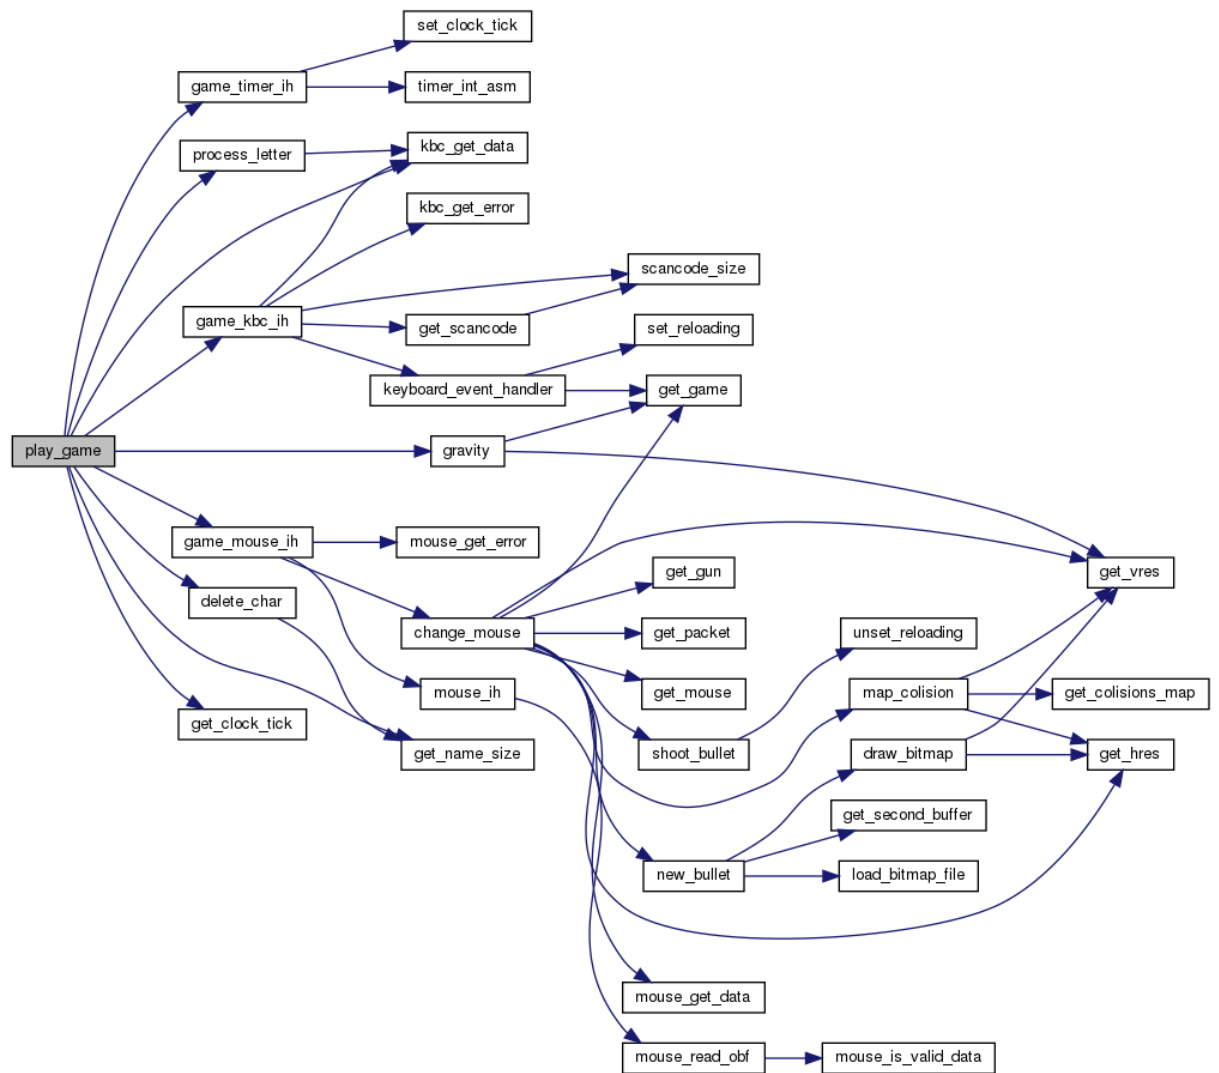 set_clock_tick
game_timer_ih
timer_int_asm
process_letter
kbc_get_data
kbc_get_error
scancode_size
game_kbc_ih
get_scancode
set_reloading
keyboard_event_handler
get_game
play_game
gravity
game_mouse_ih
mouse_get_error
get_vres
get_gun
delete_char
change_mouse
get_packet
unset_reloading
mouse_ih
get_mouse
map_colision
get_colisions_map
get_clock_tick
get_name_size
shoot_bullet
draw_bitmap
get_hres
get_second_buffer
new_bullet
load_bitmap_file
mouse_get_data
mouse_read_obf
mouse_is_valid_data